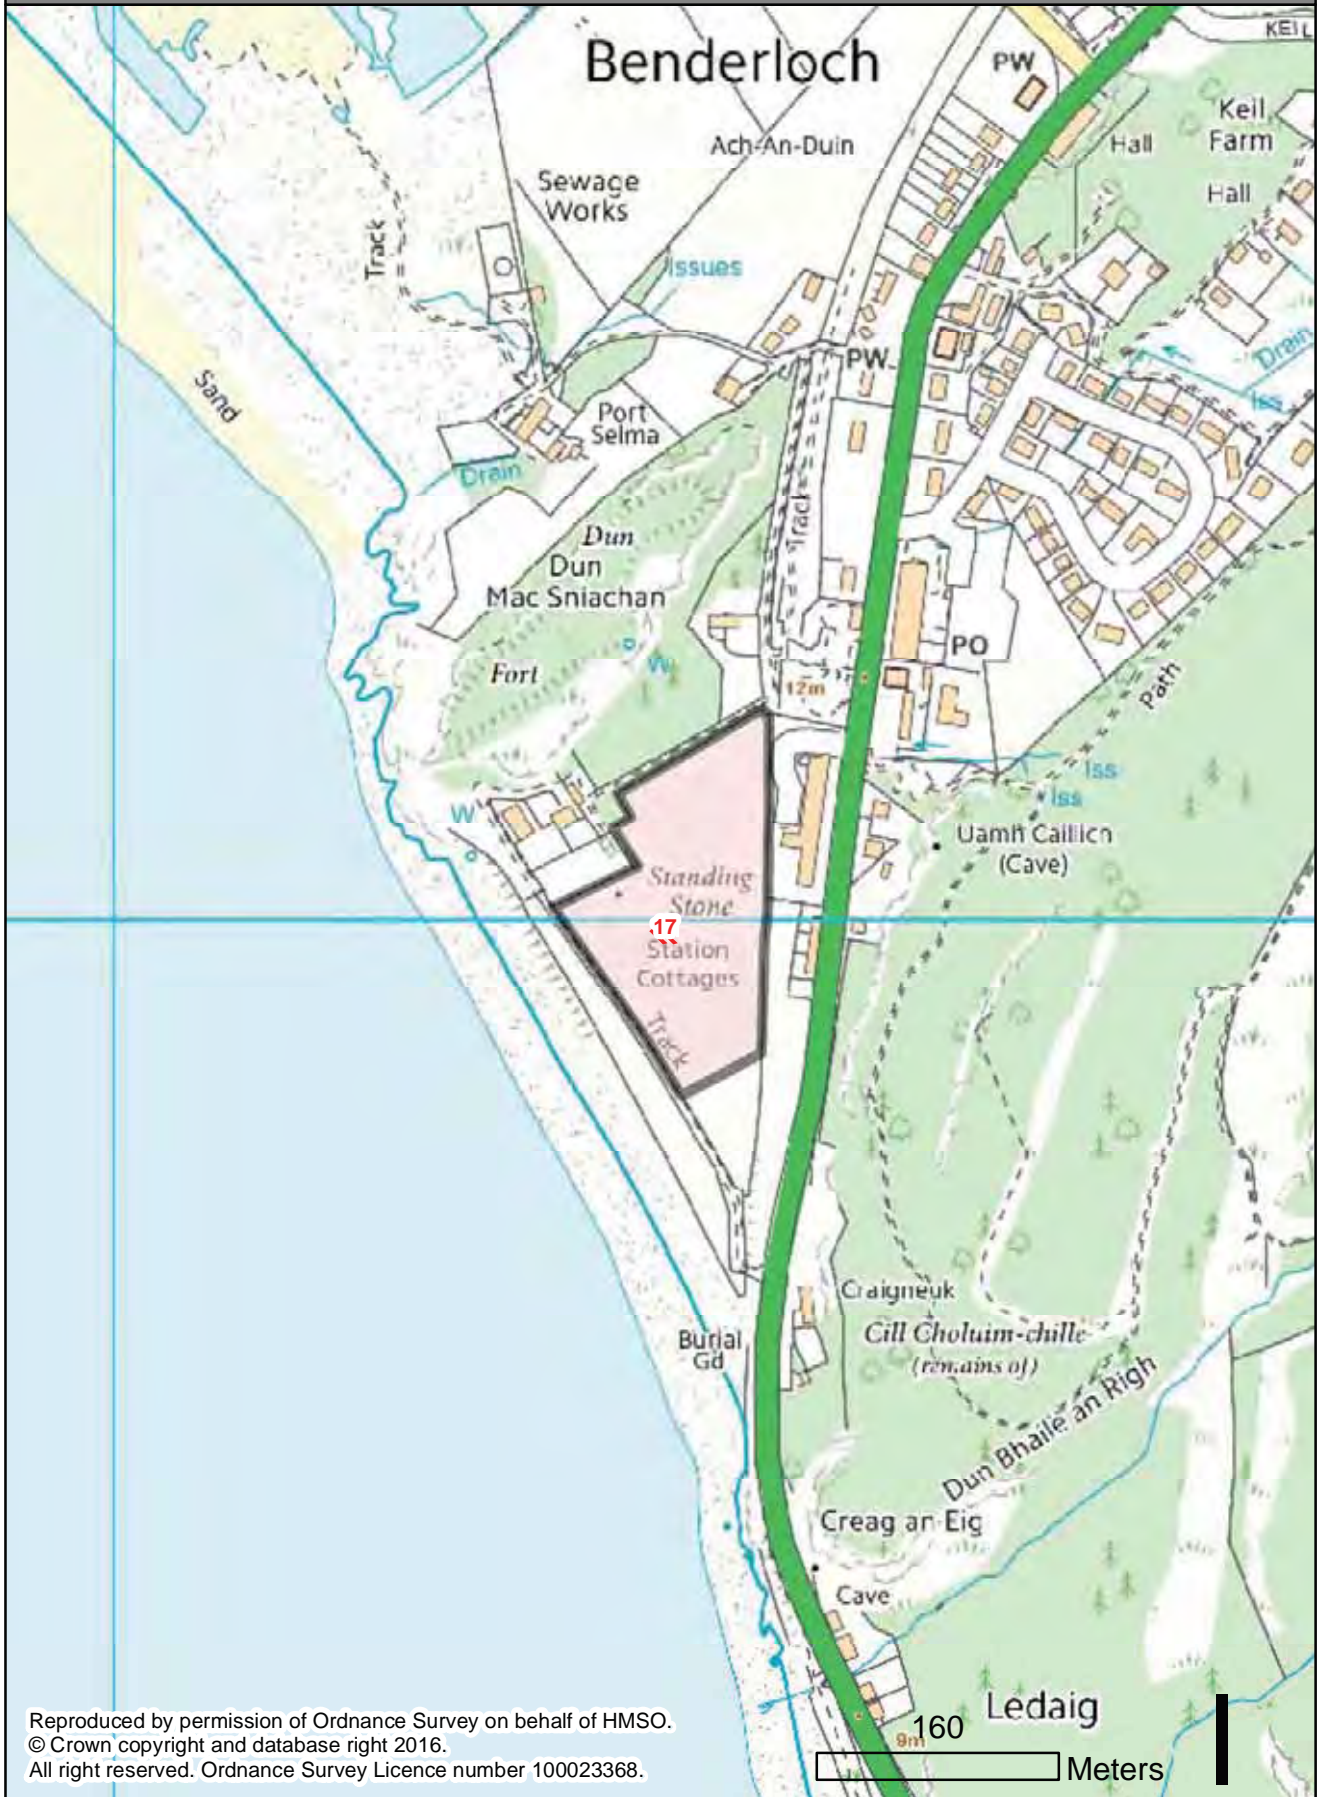 KEIL
Benderloch
PW
Ach-An-Duin
Hall
Keil
Farm
Hall
Sewage
Works
Track
Issues
PW
Drain
Iss
Sand
Port
Selma
Drain
Track
Dun
Dun
Mac Sniachan
PO
Fort
W
12m
Path
Iss
Iss
W
Uamh Caillich
(Cave)
Standing
Stone
17
Station
Cottages
Track
Craigneuk
Burial
Gd
Cill Choluim-chille
(remains of)
Dun Bhaile an Righ
Creag an Eig
Cave
Ledaig
9m
160
Meters
Reproduced by permission of Ordnance Survey on behalf of HMSO.
© Crown copyright and database right 2016.
All right reserved. Ordnance Survey Licence number 100023368.